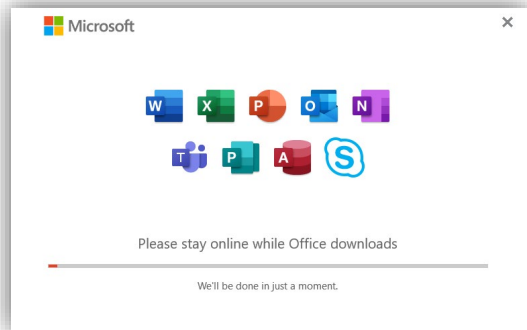 Microsoft
W X P O N
T P A S
Please stay online while Office downloads
We'll be done in just a moment.